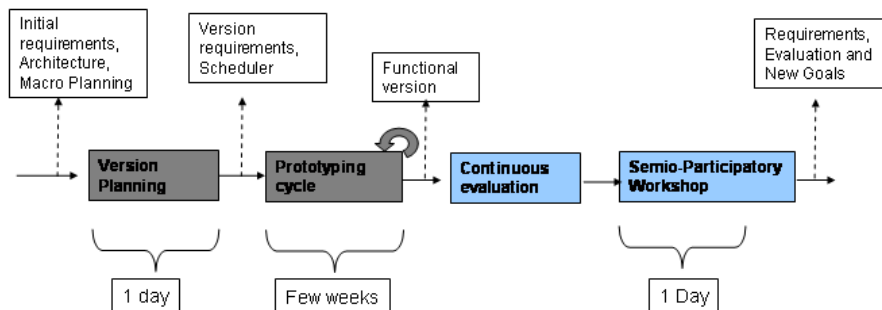 Initial
requirements,
Architecture,
Macro Planning
Version
requirements,
Scheduler
Functional
version
Requirements,
Evaluation and
New Goals
Version
Planning
Prototyping
cycle
Continuous
evaluation
Semio-Participatory
Workshop
1 day
Few weeks
1 Day